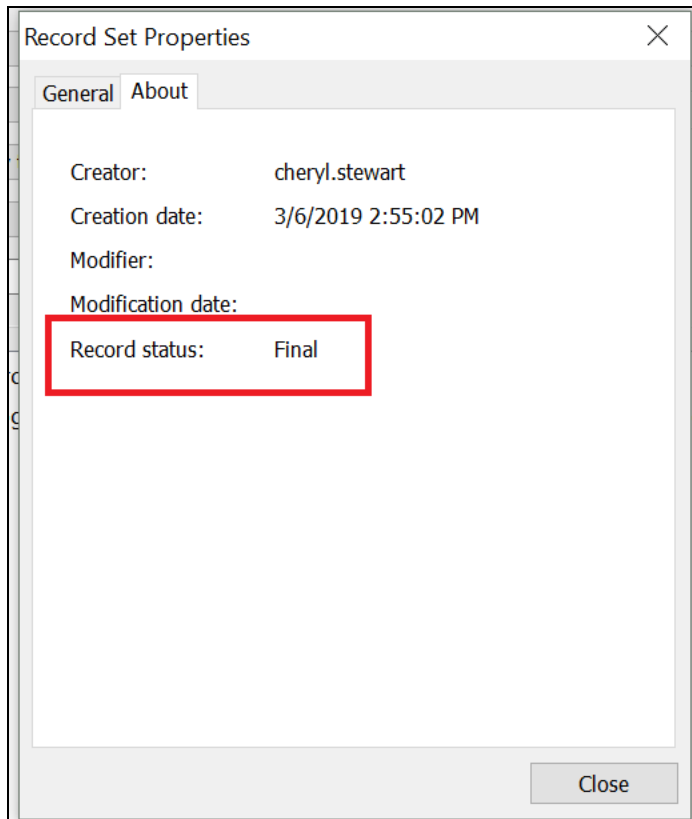 Record Set Properties
General About
Creator: cheryl.stewart
Creation date: 3/6/2019 2:55:02 PM
Modifier:
Modification date:
Record status: Final
Close